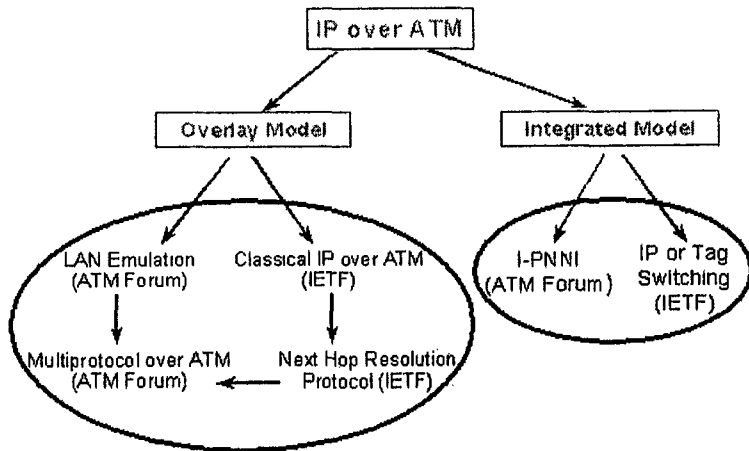 IP over ATM
Overlay Model
Integrated Model
LAN Emulation
(ATM Forum)
Classical IP over ATM
(IETF)
Multiprotocol over ATM
(ATM Forum)
Next Hop Resolution
Protocol (IETF)
I-PNNI
(ATM Forum)
IP or Tag
Switching
(IETF)